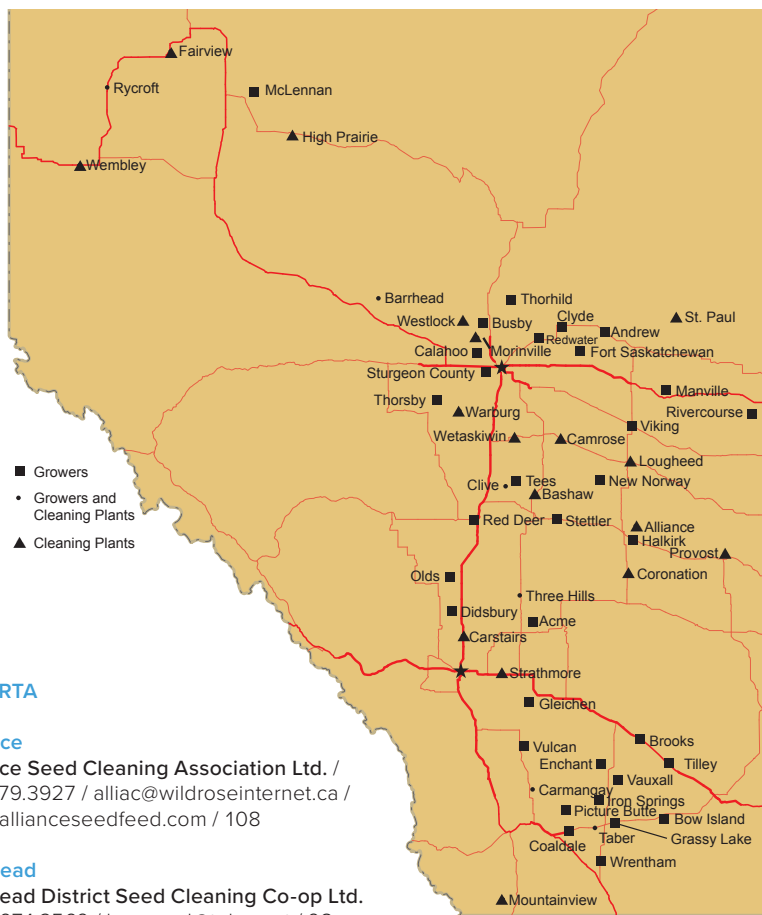 Fairview
Rycroft
McLennan
High Prairie
Wembley
Barrhead
Thorhild
Clyde
St. Paul
Westlock
Busby
Andrew
Redwater
Calahoo
Morinville
Fort Saskatchewan
Sturgeon County
Manville
Thorsby
Warburg
Rivercourse
Viking
Wetaskiwin
Camrose
Lougheed
Growers
Growers and
Cleaning Plants
Cleaning Plants
Clive
Tees
New Norway
Bashaw
Red Deer
Stettler
Alliance
Halkirk
Provost
Coronation
Olds
Three Hills
Didsbury
Acme
Carstairs
Strathmore
Gleichen
Vulcan
Brooks
Enchant
Tilley
Vauxall
Carmangay
Iron Springs
Picture Butte
Bow Island
Taber
Grassy Lake
Coaldale
Wrentham
Mountainview
RTA
ce
ce Seed Cleaning Association Ltd. /
79.3927 / alliac@wildroseinternet.ca /
allianceseedfeed.com / 108
ead
ead District Seed Cleaning Co-op Ltd.